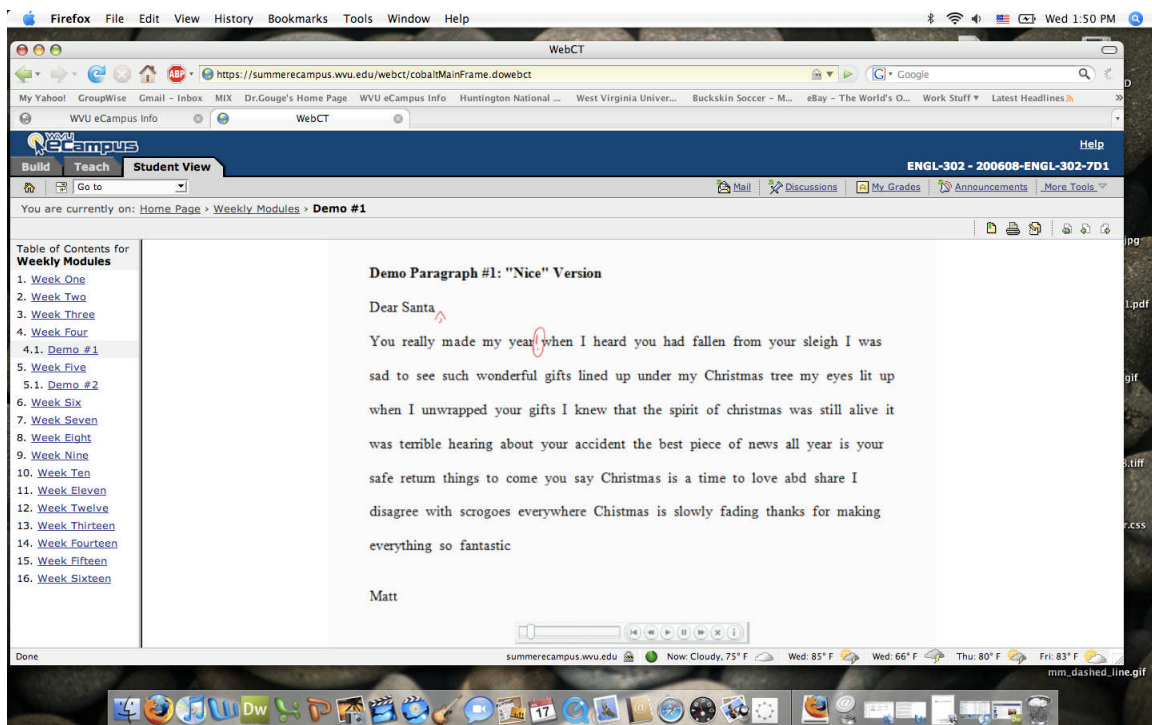 Firefox File Edit View History Bookmarks Tools Window Help Wed 1:50 PM
WebCT
ABP https://summerecampus.wvu.edu/webct/cobaltMainFrame.dowebct G Google
My Yahoo! GroupWise Gmail - Inbox MIX Dr.Gouge's Home Page WVU eCampus Info Huntington National ... West Virginia Univer... Buckskin Soccer - M... eBay - The World's O... Work Stuff Latest Headlines
WVU eCampus Info WebCT
WVU eCampus Help
Build Teach Student View ENGL-302 - 200608-ENGL-302-7D1
Go to Mail Discussions My Grades Announcements More Tools
You are currently on: Home Page › Weekly Modules › Demo #1
Table of Contents for
Weekly Modules
1. Week One
2. Week Two
3. Week Three
4. Week Four
4.1. Demo #1
5. Week Five
5.1. Demo #2
6. Week Six
7. Week Seven
8. Week Eight
9. Week Nine
10. Week Ten
11. Week Eleven
12. Week Twelve
13. Week Thirteen
14. Week Fourteen
15. Week Fifteen
16. Week Sixteen
Demo Paragraph #1: "Nice" Version
Dear Santa
You really made my year! when I heard you had fallen from your sleigh I was
sad to see such wonderful gifts lined up under my Christmas tree my eyes lit up
when I unwrapped your gifts I knew that the spirit of christmas was still alive it
was terrible hearing about your accident the best piece of news all year is your
safe return things to come you say Christmas is a time to love abd share I
disagree with scrogoes everywhere Chistmas is slowly fading thanks for making
everything so fantastic
Matt
Done summerecampus.wvu.edu Now: Cloudy, 75° F Wed: 85° F Wed: 66° F Thu: 80° F Fri: 83° F
jpg
1.pdf
gif
.tiff
r.css
mm_dashed_line.gif
17
Dw